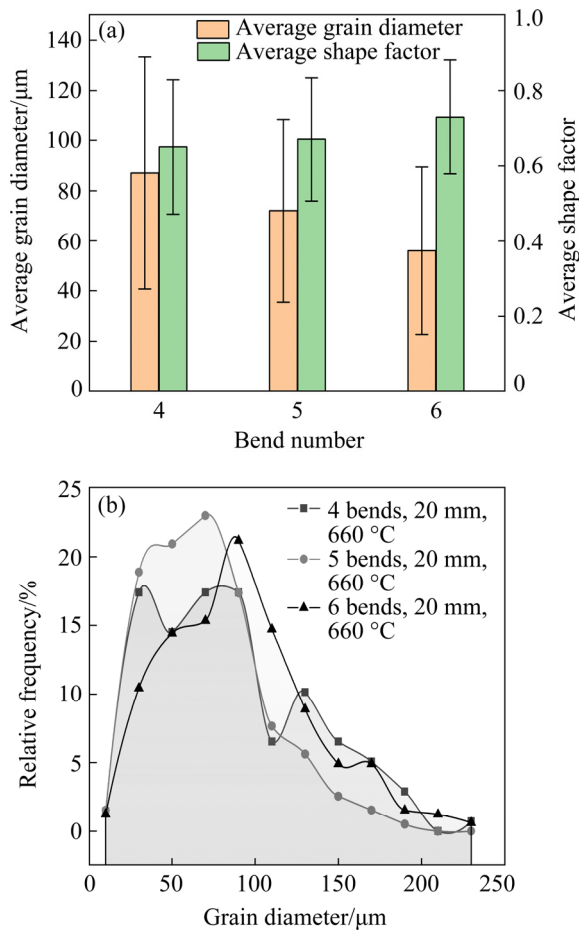 (a)
Average grain diameter
Average shape factor
140
120
100
80
60
40
20
0
Average grain diameter/μm
1.0
0.8
0.6
0.4
0.2
0
Average shape factor
4 5 6
Bend number
(b)
4 bends, 20 mm,
660 °C
5 bends, 20 mm,
660 °C
6 bends, 20 mm,
660 °C
25
20
15
10
5
0
Relative frequency/%
0 50 100 150 200 250
Grain diameter/μm